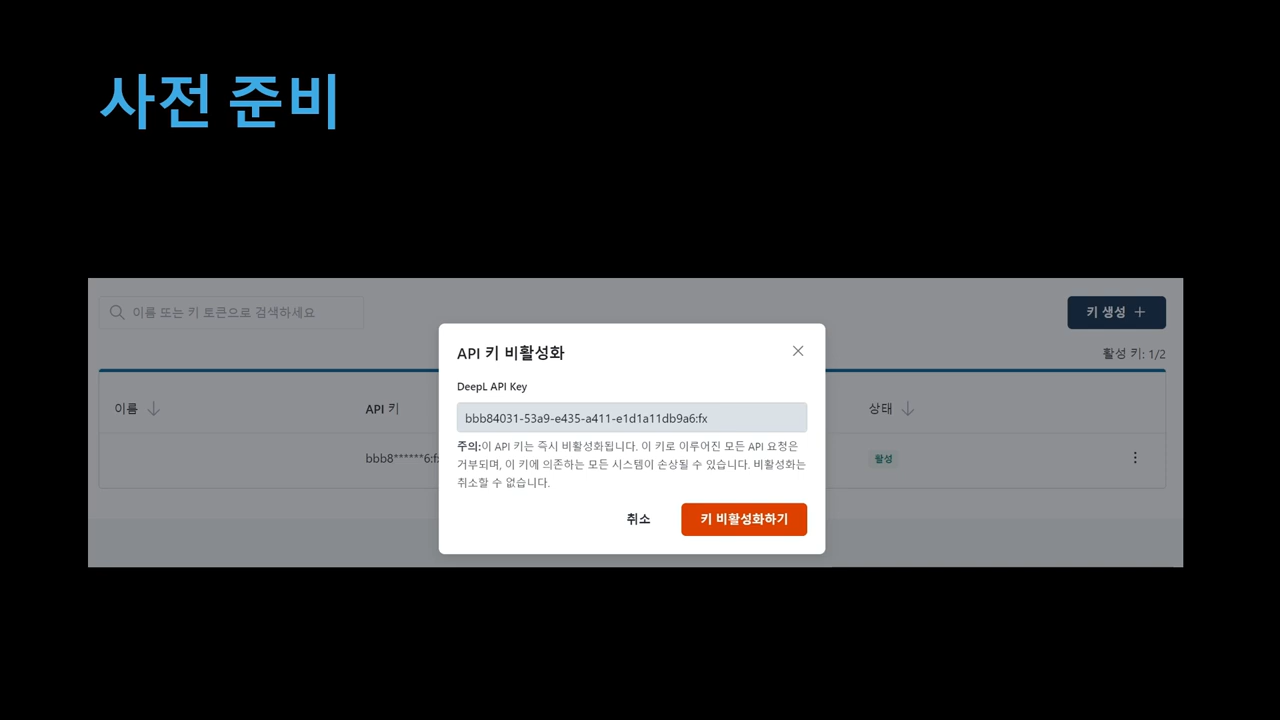 사전 준비
이름 또는 키 토큰으로 검색하세요
키 생성 +
활성 키: 1/2
이름 ↓ API 키 상태 ↓
bbb8******6:f 활성
API 키 비활성화
DeepL API Key
bbb84031-53a9-e435-a411-e1d1a11db9a6:fx
주의:이 API 키는 즉시 비활성화됩니다. 이 키로 이루어진 모든 API 요청은
거부되며, 이 키에 의존하는 모든 시스템이 손상될 수 있습니다. 비활성화는
취소할 수 없습니다.
취소 키 비활성화하기